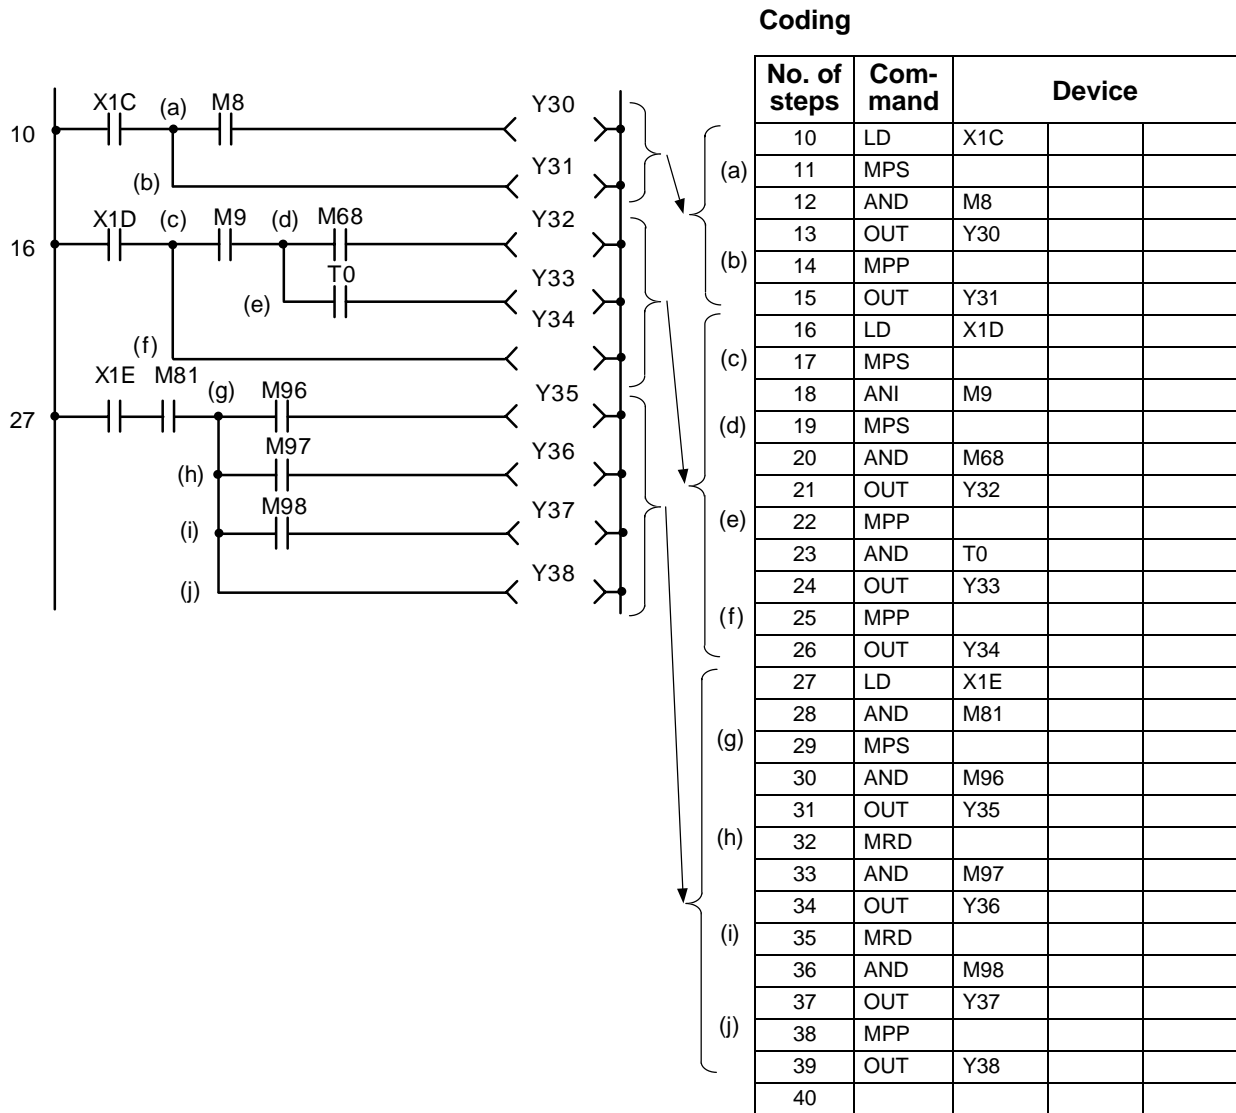 Coding
X1C (a) M8 Y30
10
(b) Y31
X1D (c) M9 (d) M68 Y32
16
T0 Y33
(e)
Y34
(f)
X1E M81 (g) M96 Y35
27
M97 Y36
(h)
M98 Y37
(i)
Y38
(j)
(a)
(b)
(c)
(d)
(e)
(f)
(g)
(h)
(i)
(j)
No. of steps Com-mand Device
10 LD X1C
11 MPS
12 AND M8
13 OUT Y30
14 MPP
15 OUT Y31
16 LD X1D
17 MPS
18 ANI M9
19 MPS
20 AND M68
21 OUT Y32
22 MPP
23 AND T0
24 OUT Y33
25 MPP
26 OUT Y34
27 LD X1E
28 AND M81
29 MPS
30 AND M96
31 OUT Y35
32 MRD
33 AND M97
34 OUT Y36
35 MRD
36 AND M98
37 OUT Y37
38 MPP
39 OUT Y38
40